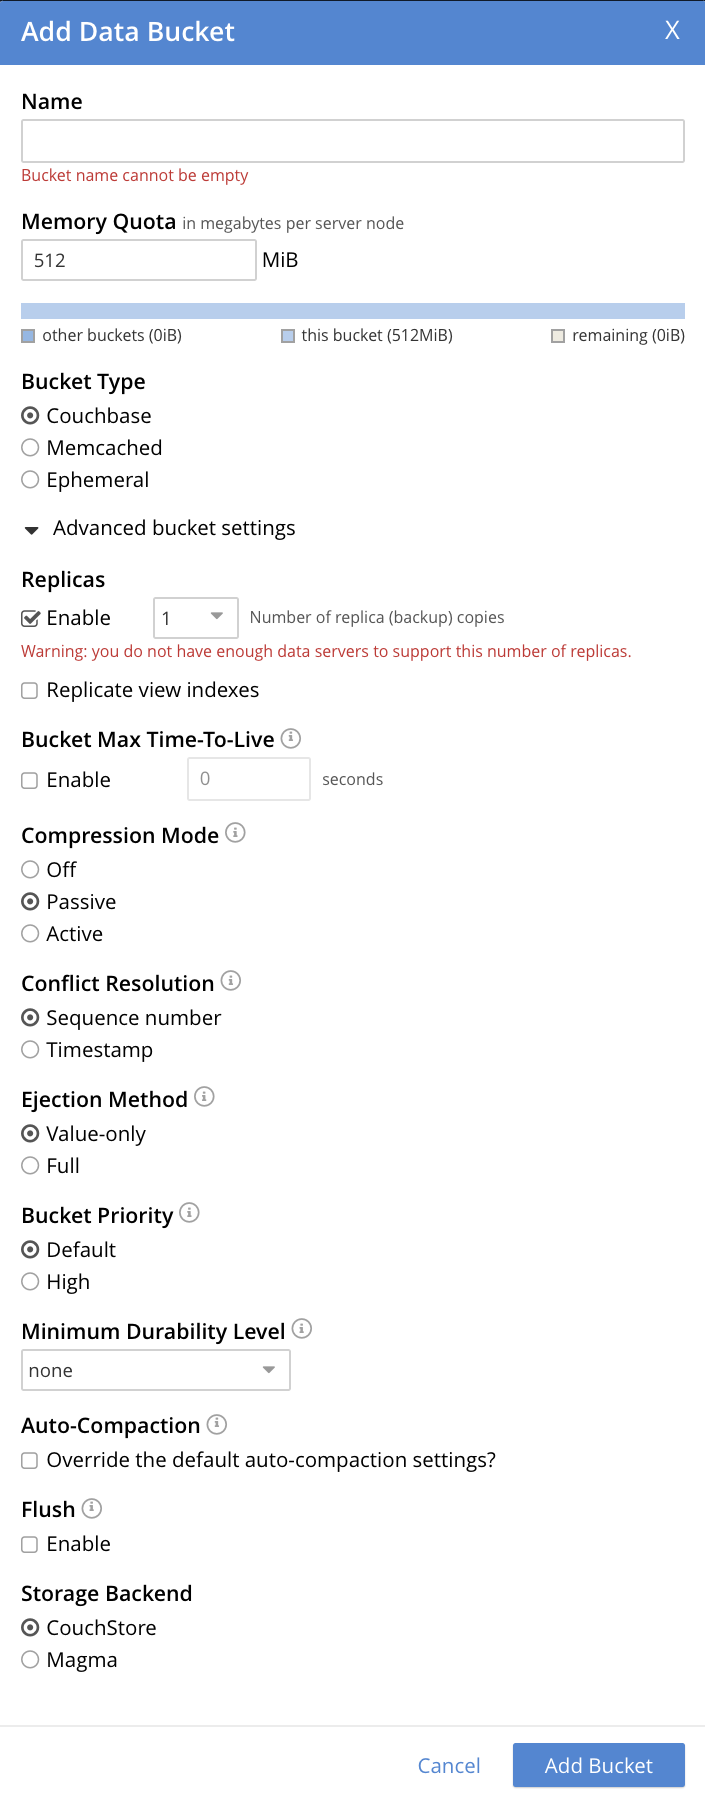 Add Data Bucket X
Name
Bucket name cannot be empty
Memory Quota in megabytes per server node
512 MiB
other buckets (0iB) this bucket (512MiB) remaining (0iB)
Bucket Type
Couchbase
Memcached
Ephemeral
Advanced bucket settings
Replicas
Enable 1 Number of replica (backup) copies
Warning: you do not have enough data servers to support this number of replicas.
Replicate view indexes
Bucket Max Time-To-Live i
Enable 0 seconds
Compression Mode i
Off
Passive
Active
Conflict Resolution i
Sequence number
Timestamp
Ejection Method i
Value-only
Full
Bucket Priority i
Default
High
Minimum Durability Level i
none
Auto-Compaction i
Override the default auto-compaction settings?
Flush i
Enable
Storage Backend
CouchStore
Magma
Cancel Add Bucket